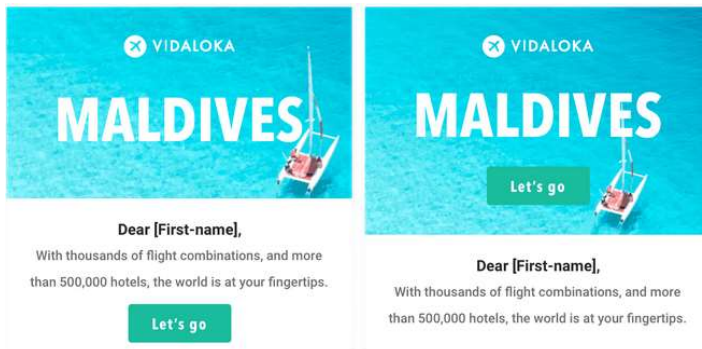 VIDALOKA
MALDIVES
Dear [First-name],
With thousands of flight combinations, and more
than 500,000 hotels, the world is at your fingertips.
Let's go
VIDALOKA
MALDIVES
Let's go
Dear [First-name],
With thousands of flight combinations, and more
than 500,000 hotels, the world is at your fingertips.